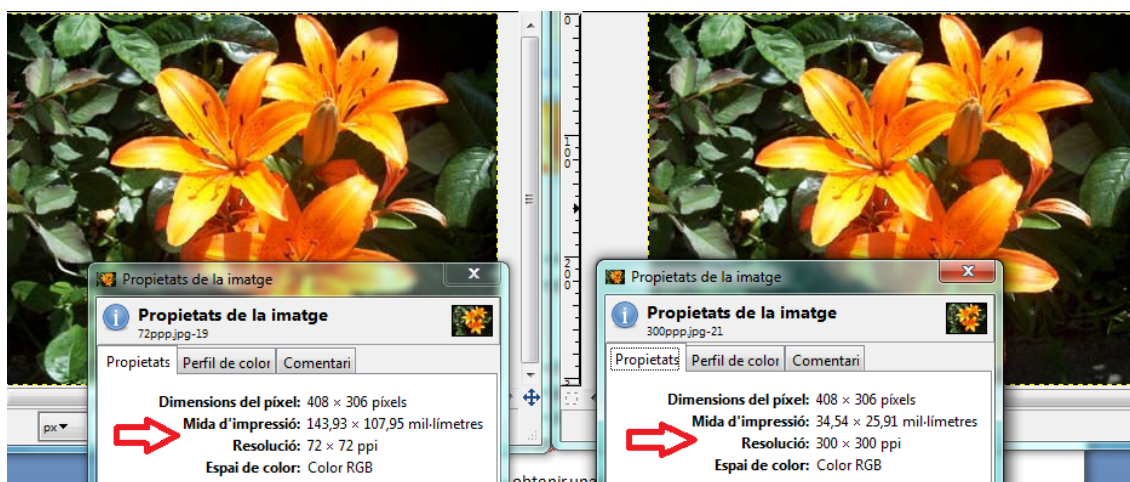 Propietats de la imatge
Propietats de la imatge
72ppp.jpg-19
Propietats Perfil de color Comentari
Dimensions del píxel: 408 × 306 píxels
Mida d'impressió: 143,93 × 107,95 mil·límetres
Resolució: 72 × 72 ppi
Espai de color: Color RGB
px
0
100
200
Propietats de la imatge
Propietats de la imatge
300ppp.jpg-21
Propietats Perfil de color Comentari
Dimensions del píxel: 408 × 306 píxels
Mida d'impressió: 34,54 × 25,91 mil·límetres
Resolució: 300 × 300 ppi
Espai de color: Color RGB